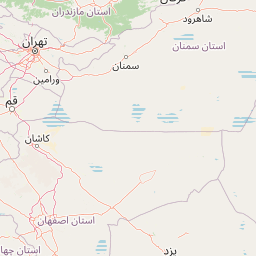 استان مازندران
شاهرود
تهران
استان سمنان
سمنان
ورامین
قم
کاشان
استان اصفهان
یزد